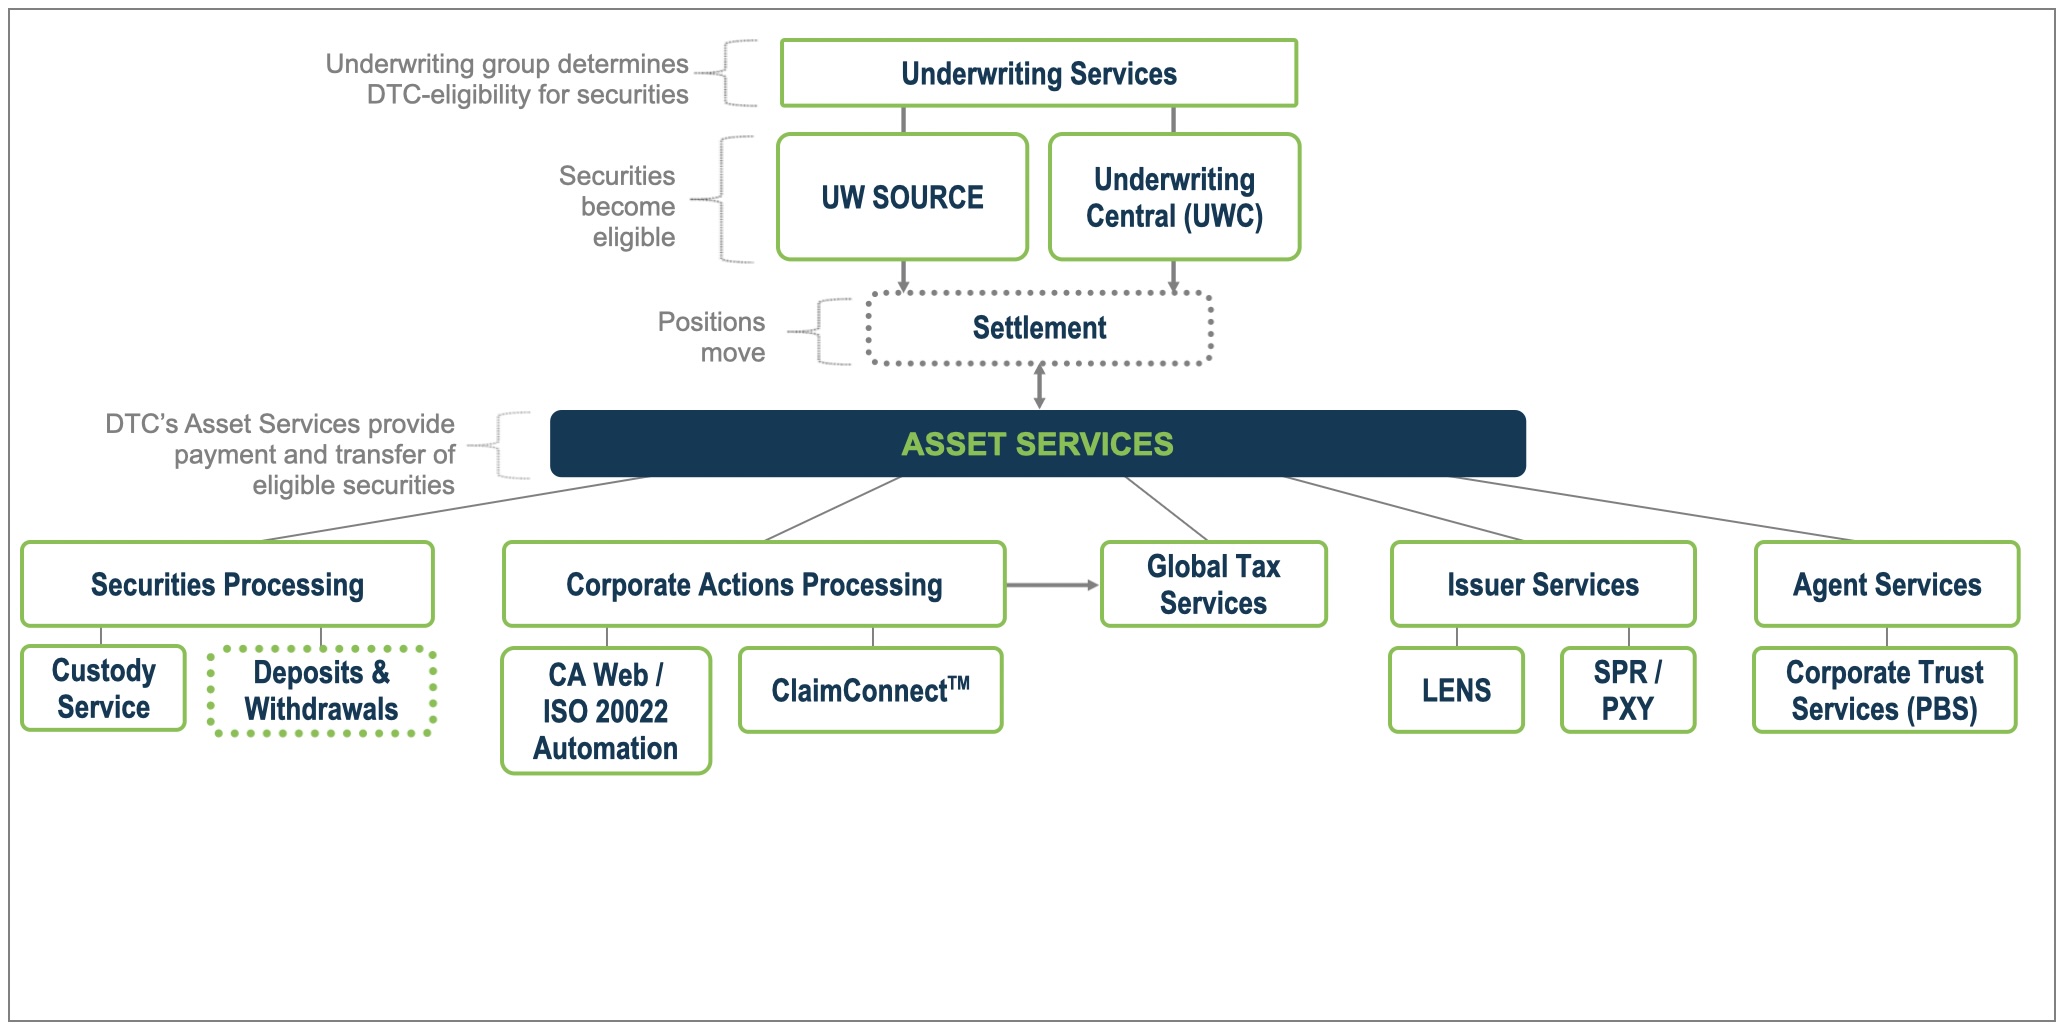 Underwriting group determines
DTC-eligibility for securities
Underwriting Services
Securities
become
eligible
UW SOURCE
Underwriting
Central (UWC)
Positions
move
Settlement
DTC’s Asset Services provide
payment and transfer of
eligible securities
ASSET SERVICES
Securities Processing
Corporate Actions Processing
Global Tax
Services
Issuer Services
Agent Services
Custody
Service
Deposits &
Withdrawals
CA Web /
ISO 20022
Automation
ClaimConnect™
LENS
SPR /
PXY
Corporate Trust
Services (PBS)